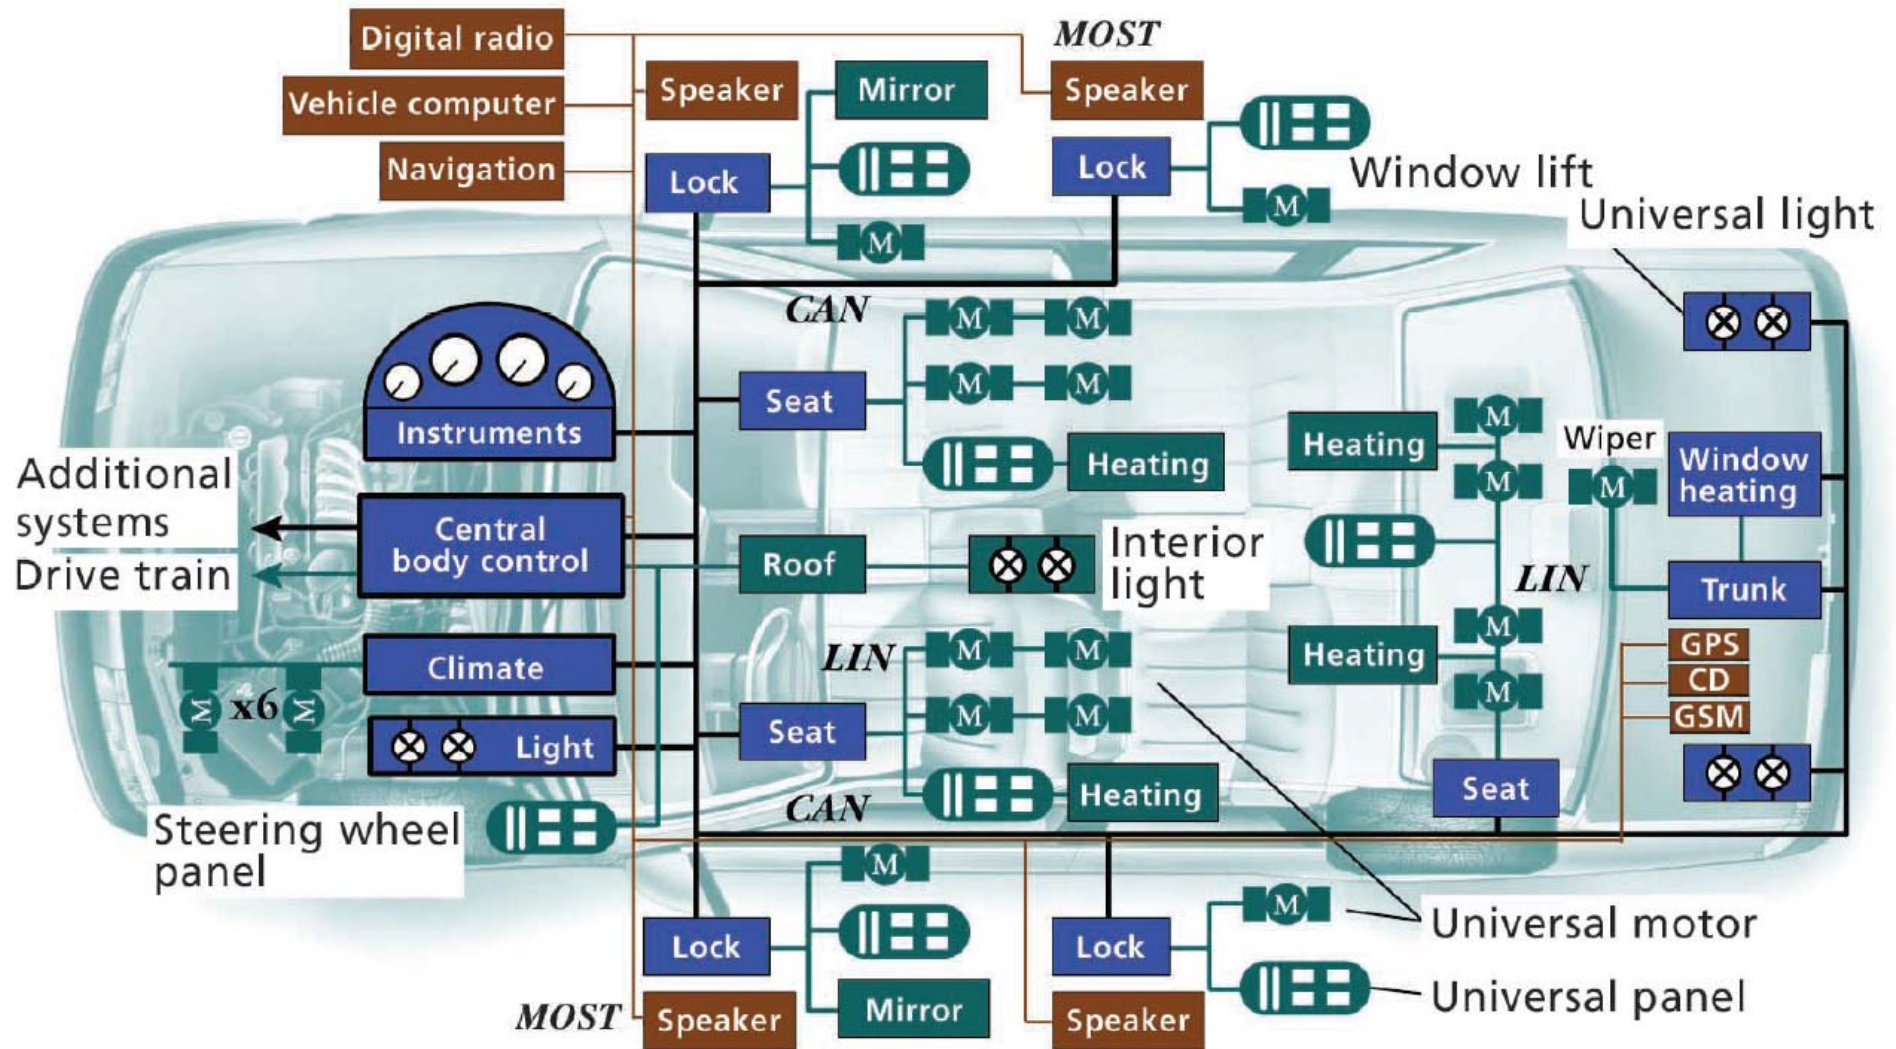 Digital radio
MOST
Speaker
Mirror
Speaker
Vehicle computer
Navigation
Lock
Lock
Window lift
M
M
Universal light
CAN
M
M
M
M
Seat
Instruments
Heating
Heating
M
M
Wiper
M
Window
heating
Additional
systems
Drive train
Central
body control
Roof
Interior
light
LIN
Trunk
Climate
LIN
M
M
Heating
M
M
GPS
CD
GSM
M
x6
M
Light
Seat
M
M
CAN
Heating
Seat
Steering wheel
panel
M
M
Universal motor
Lock
Lock
Universal panel
MOST
Speaker
Mirror
Speaker